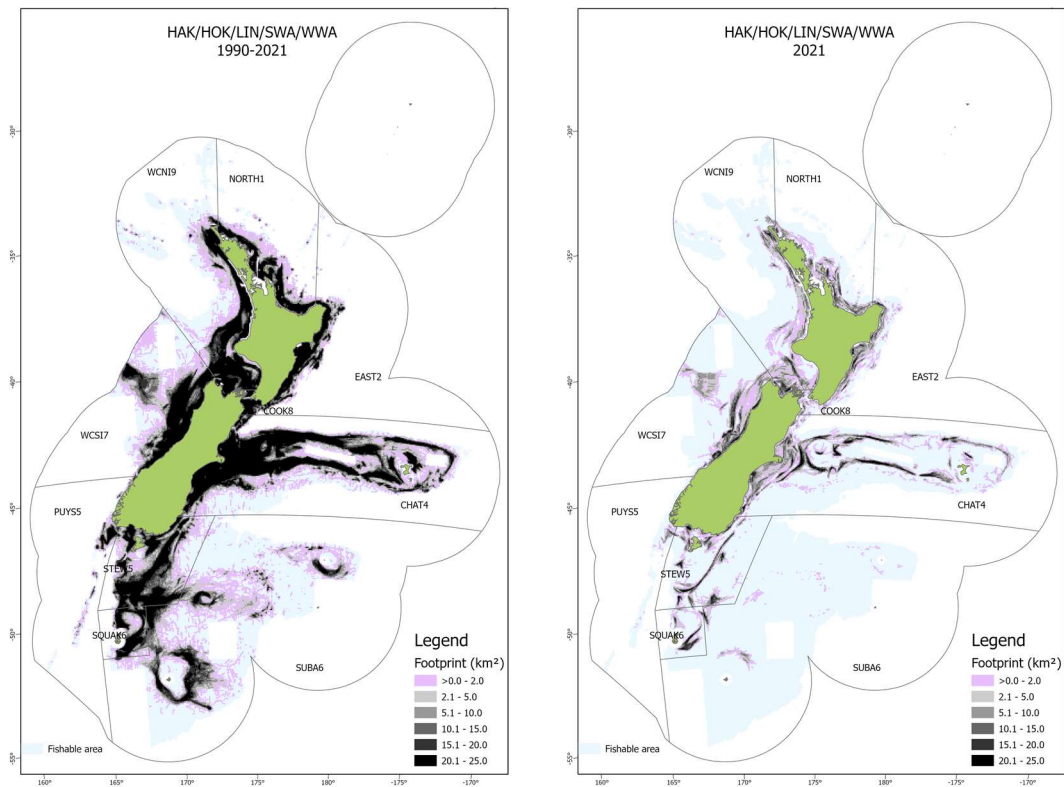 HAK/HOK/LIN/SWA/WWA
1990-2021
WCNI9
NORTH1
EAST2
COOK8
WCSI7
PUYS5
CHAT4
STEW5
SQUAK6
SUBA6
Legend
Footprint (km²)
>0.0 - 2.0
2.1 - 5.0
5.1 - 10.0
10.1 - 15.0
15.1 - 20.0
20.1 - 25.0
Fishable area
-30°
-35°
-40°
-45°
-50°
-55°
160°
165°
170°
175°
180°
-175°
-170°
HAK/HOK/LIN/SWA/WWA
2021
WCNI9
NORTH1
EAST2
COOK8
WCSI7
PUYS5
CHAT4
STEW5
SQUAK6
SUBA6
Legend
Footprint (km²)
>0.0 - 2.0
2.1 - 5.0
5.1 - 10.0
10.1 - 15.0
15.1 - 20.0
20.1 - 25.0
Fishable area
-30°
-35°
-40°
-45°
-50°
-55°
160°
165°
170°
175°
180°
-175°
-170°